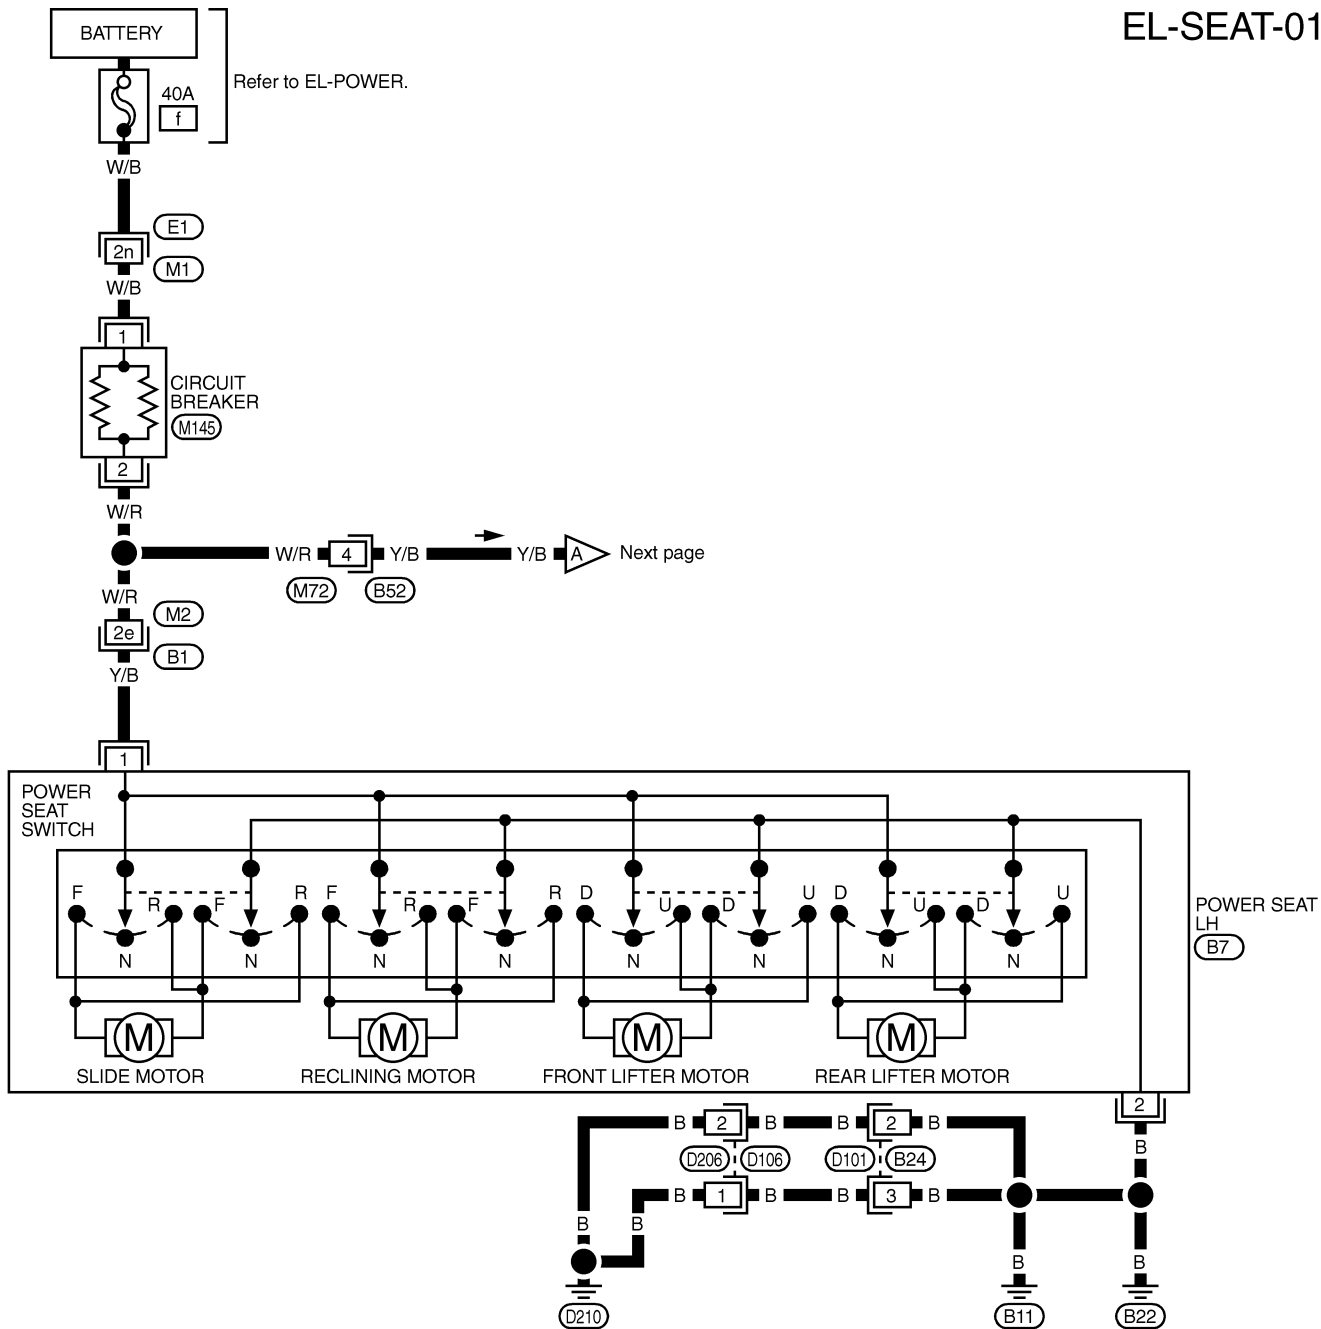 EL-SEAT-01
BATTERY
Refer to EL-POWER.
40A
f
W/B
E1
2n
M1
W/B
1
CIRCUIT
BREAKER
M145
2
W/R
W/R 4 Y/B Y/B A Next page
M72 B52
W/R
M2
2e
B1
Y/B
1
POWER
SEAT
SWITCH
F R F R F R F R D U D U D U D U
N N N N N N N N
POWER SEAT
LH
B7
M M M M
SLIDE MOTOR RECLINING MOTOR FRONT LIFTER MOTOR REAR LIFTER MOTOR
2
B 2 B B 2 B
B
D206 D106 D101 B24
B 1 B B 3 B
B B
B B
D210 B11 B22